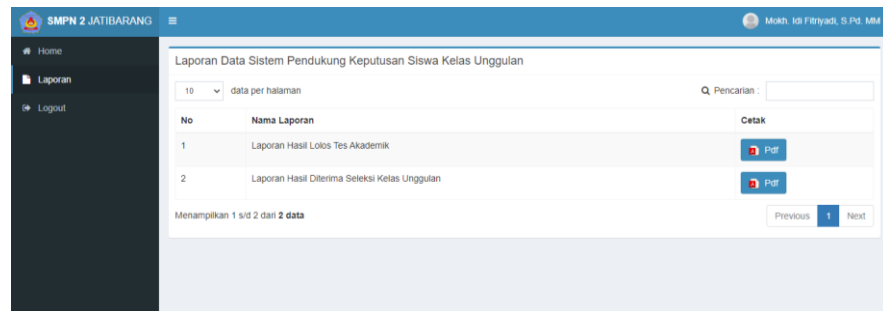 SMPN 2 JATIBARANG
Mokh. Idi Fitriyadi, S.Pd. MM
Home
Laporan
Logout
Laporan Data Sistem Pendukung Keputusan Siswa Kelas Unggulan
10 data per halaman
Pencarian :
No Nama Laporan Cetak
1 Laporan Hasil Lolos Tes Akademik Pdf
2 Laporan Hasil Diterima Seleksi Kelas Unggulan Pdf
Menampilkan 1 s/d 2 dari 2 data
Previous 1 Next